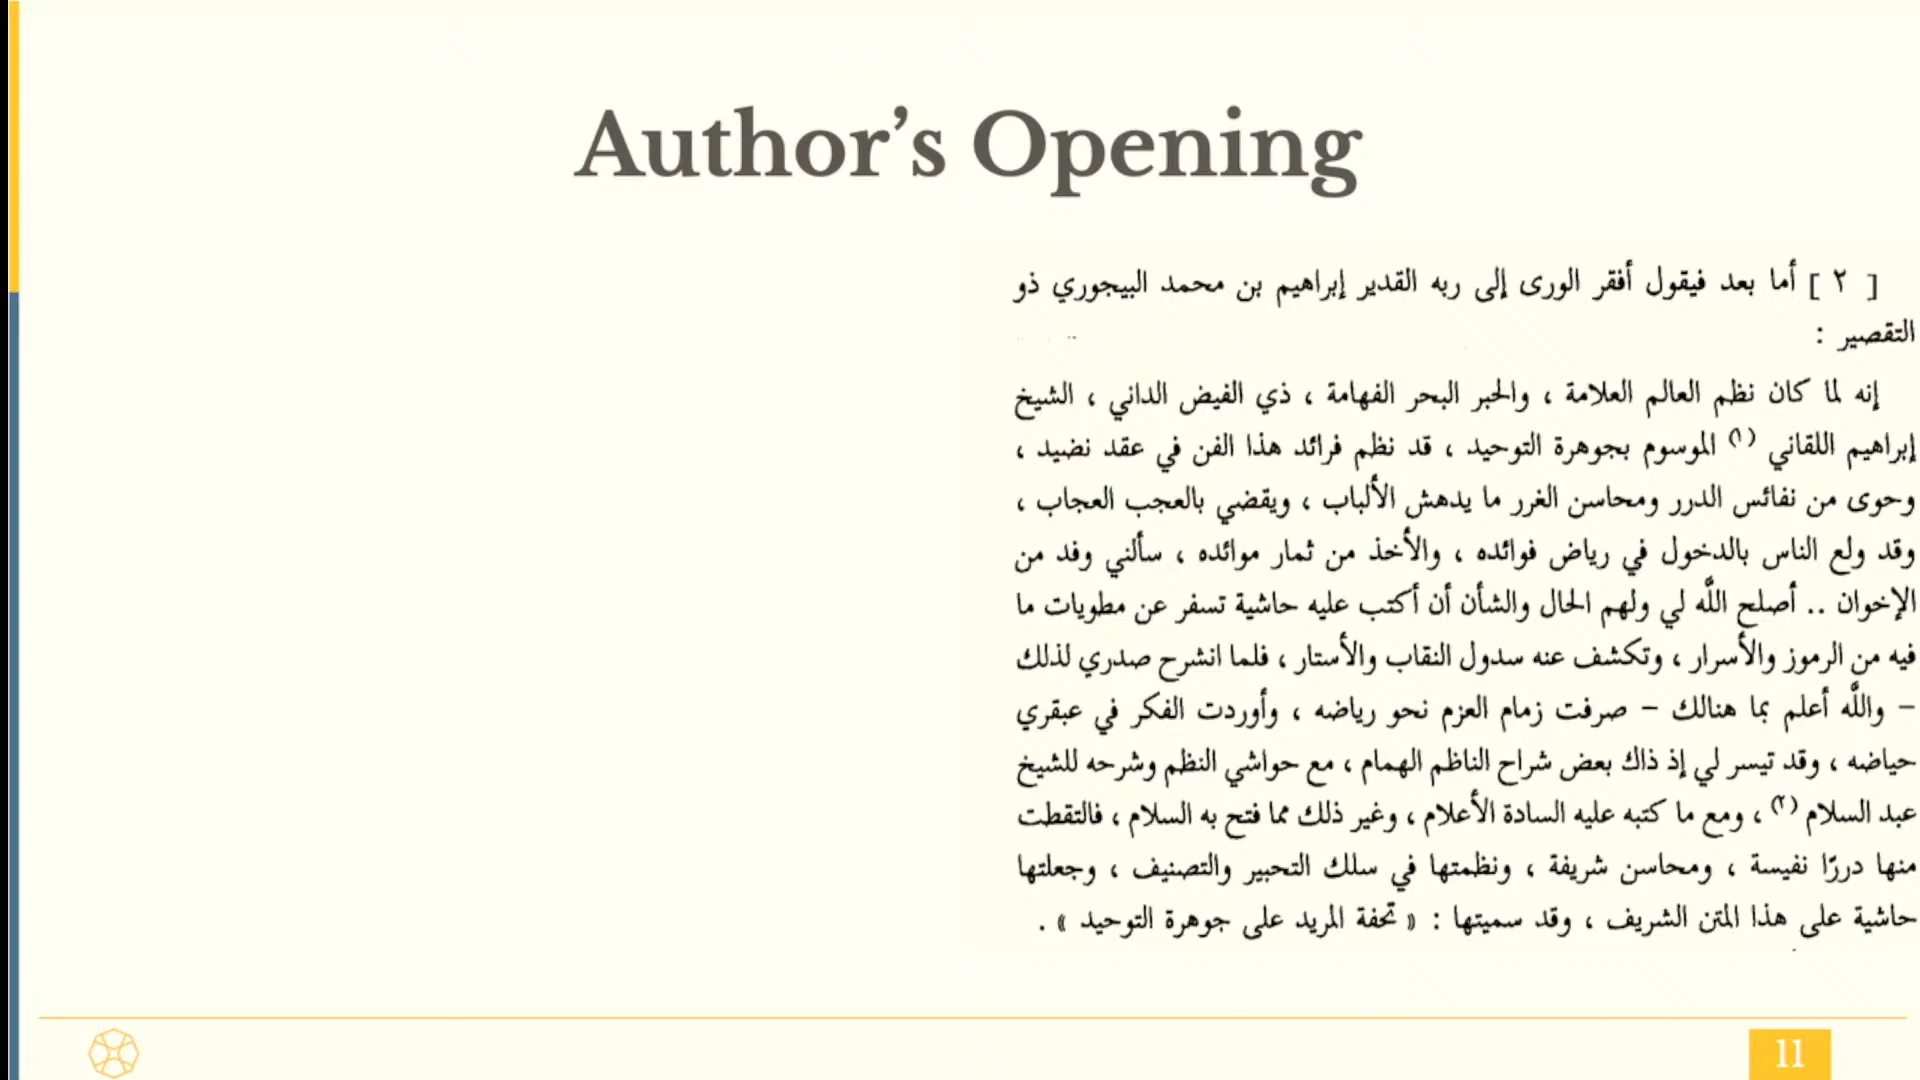 Author's Opening
[ ٢ ] أما بعد فيقول أفقر الورى إلى ربه القدير إبراهيم بن محمد البيجوري ذو
التقصير :
إنه لما كان نظم العالم العلامة ، والحبر البحر الفهامة ، ذي الفيض الداني ، الشيخ
إبراهيم اللقاني (١) الموسوم بجوهرة التوحيد ، قد نظم فرائد هذا الفن في عقد نضيد ،
وحوى من نفائس الدرر ومحاسن الغرر ما يدهش الألباب ، ويقضي بالعجب العجاب ،
وقد ولع الناس بالدخول في رياض فوائده ، والأخذ من ثمار موائده ، سألني وفد من
الإخوان .. أصلح اللَّه لي ولهم الحال والشأن أن أكتب عليه حاشية تسفر عن مطويات ما
فيه من الرموز والأسرار ، وتكشف عنه سدول النقاب والأستار ، فلما انشرح صدري لذلك
– واللَّه أعلم بما هنالك – صرفت زمام العزم نحو رياضه ، وأوردت الفكر في عبقري
حياضه ، وقد تيسر لي إذ ذاك بعض شراح الناظم الهمام ، مع حواشي النظم وشرحه للشيخ
عبد السلام (٢) ، ومع ما كتبه عليه السادة الأعلام ، وغير ذلك مما فتح به السلام ، فالتقطت
منها دررًا نفيسة ، ومحاسن شريفة ، ونظمتها في سلك التحبير والتصنيف ، وجعلتها
حاشية على هذا المتن الشريف ، وقد سميتها : « تحفة المريد على جوهرة التوحيد » .
11